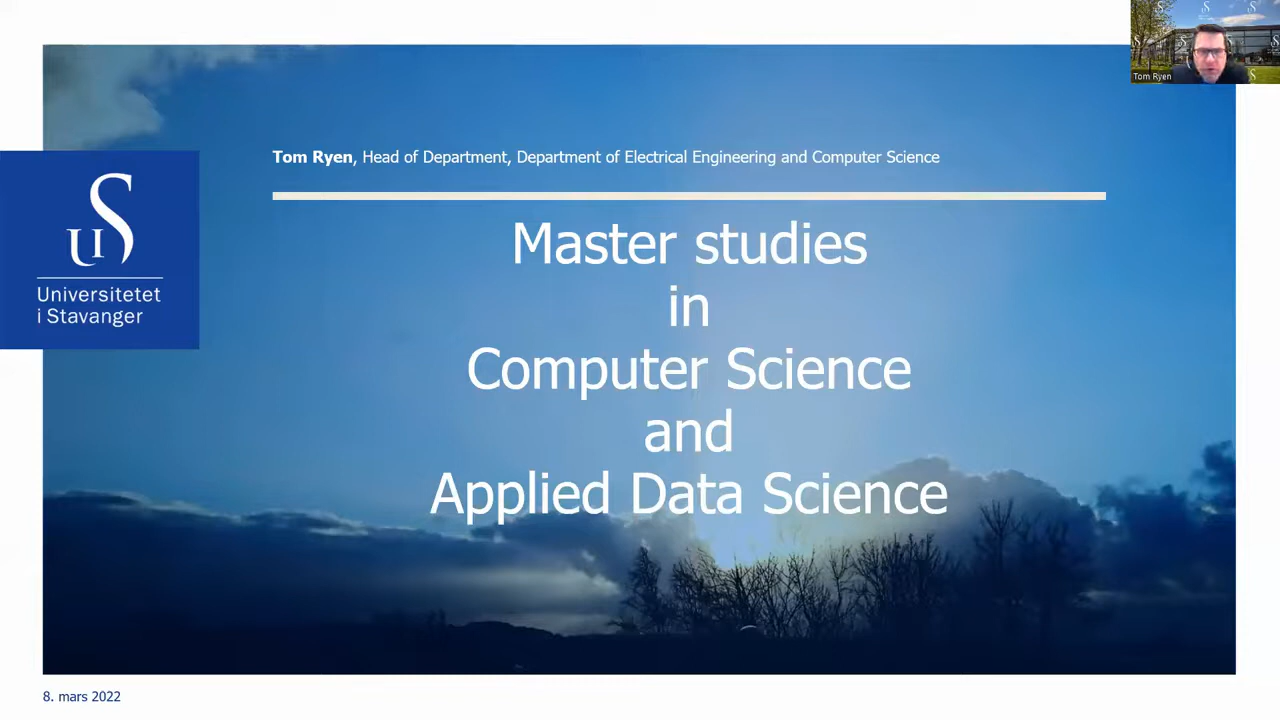 Tom Ryen
Tom Ryen, Head of Department, Department of Electrical Engineering and Computer Science
uS
Universitetet
i Stavanger
Master studies
in
Computer Science
and
Applied Data Science
8. mars 2022